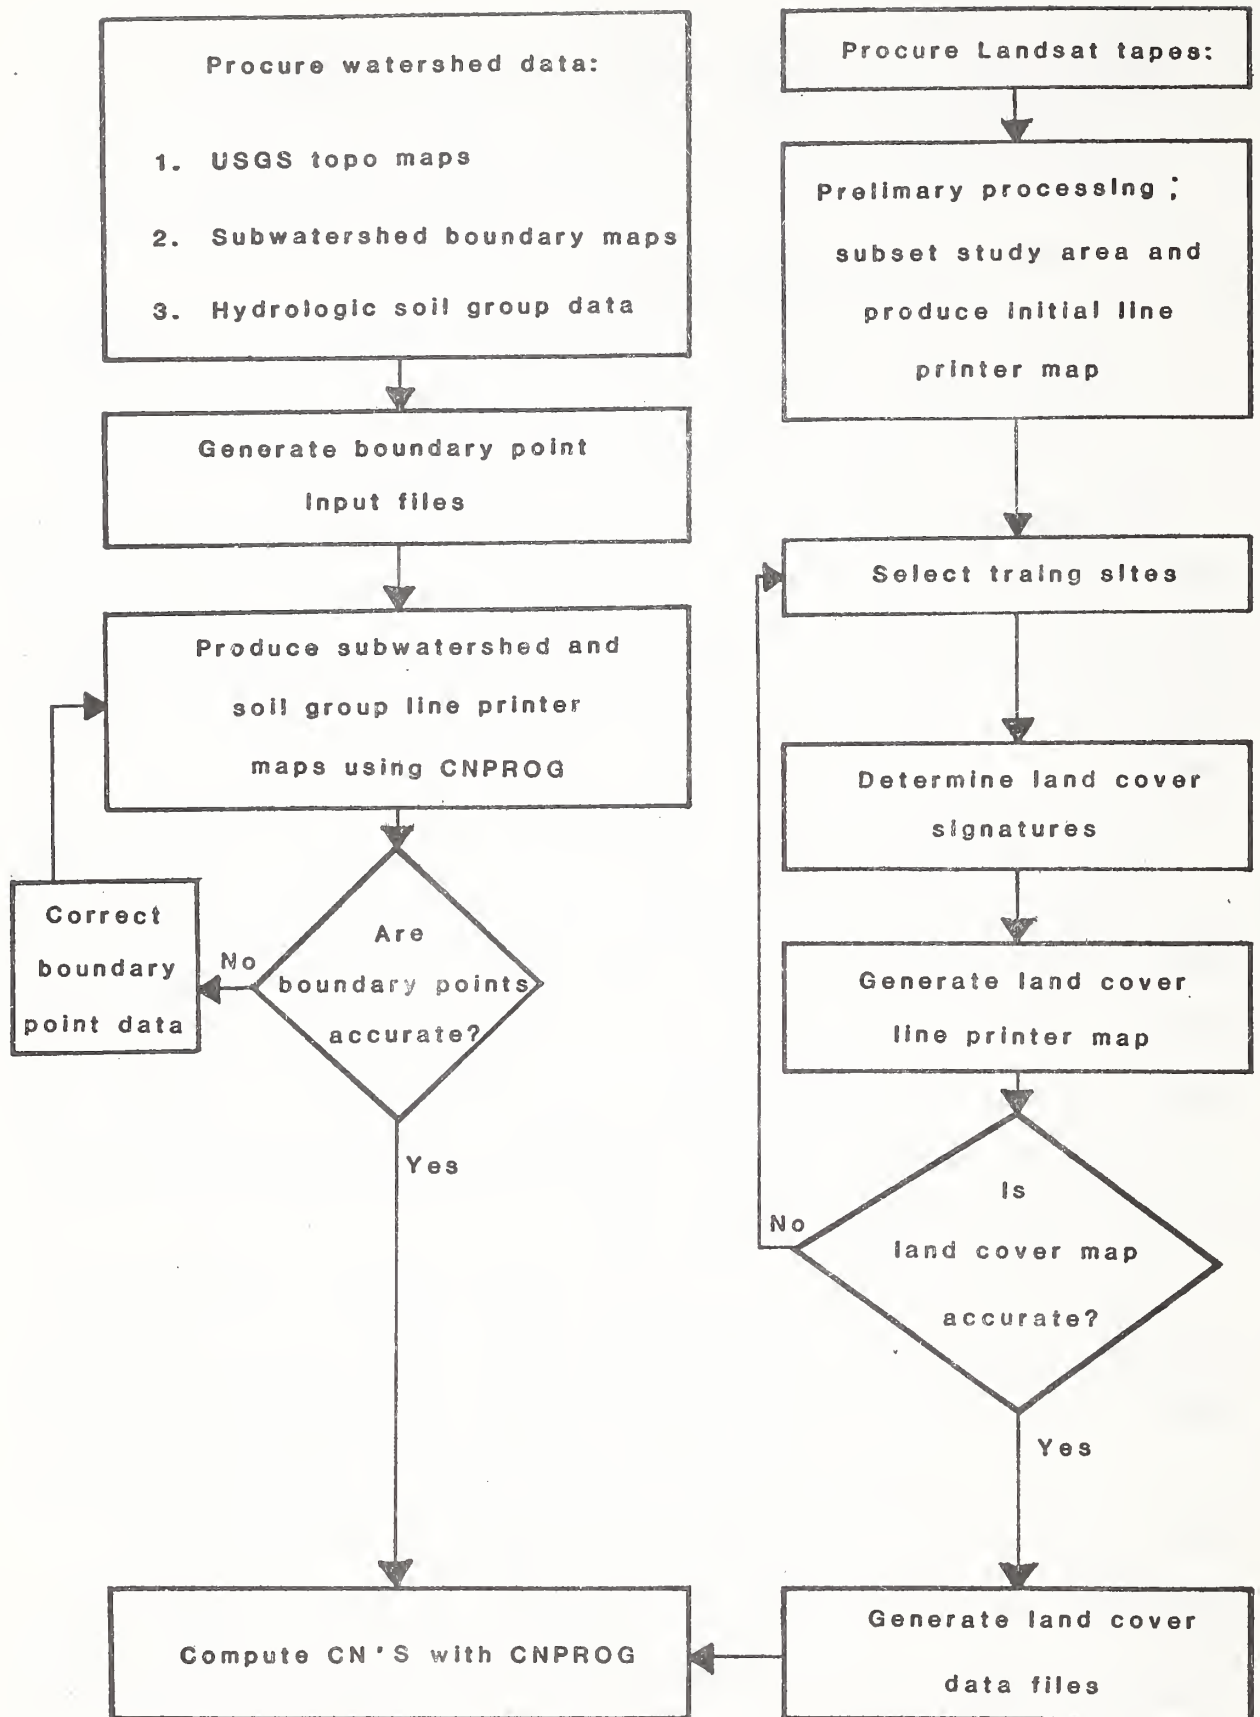 Procure watershed data:
1. USGS topo maps
2. Subwatershed boundary maps
3. Hydrologic soil group data
Generate boundary point
Input files
Produce subwatershed and
soil group line printer
maps using CNPROG
Correct
boundary
point data
No
Are
boundary points
accurate?
Yes
Compute CN'S with CNPROG
Procure Landsat tapes:
Prelimary processing ;
subset study area and
produce initial line
printer map
Select traing sites
Determine land cover
signatures
Generate land cover
line printer map
No
Is
land cover map
accurate?
Yes
Generate land cover
data files